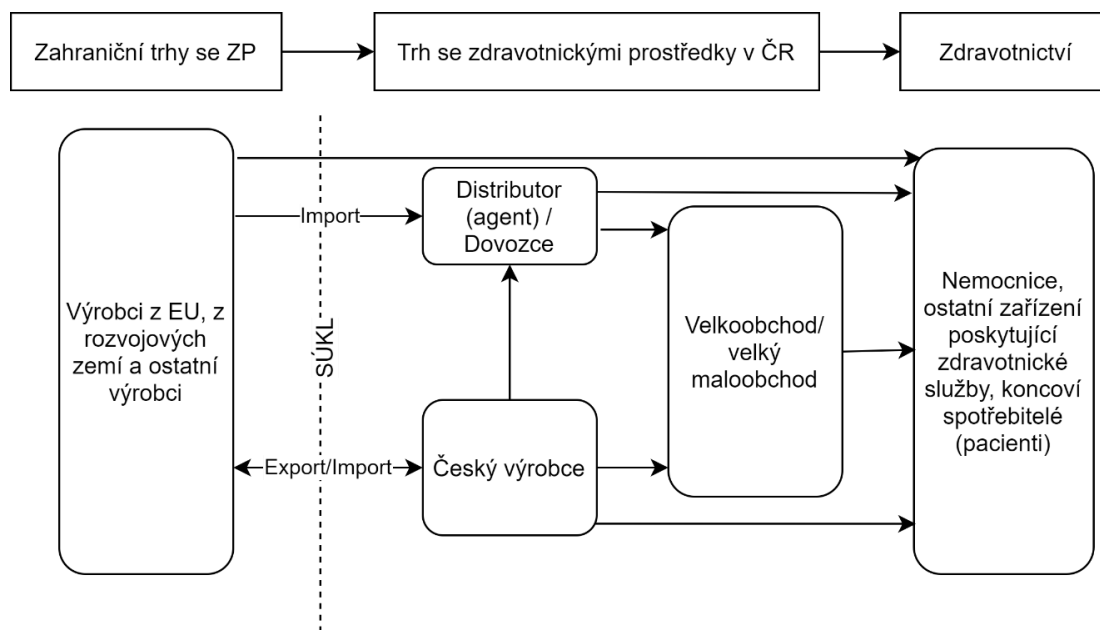 Zahraniční trhy se ZP
Trh se zdravotnickými prostředky v ČR
Zdravotnictví
Výrobci z EU, z
rozvojových
zemí a ostatní
výrobci
SÚKL
Import
Export/Import
Distributor
(agent) /
Dovozce
Český výrobce
Velkoobchod/
velký
maloobchod
Nemocnice,
ostatní zařízení
poskytující
zdravotnické
služby, koncoví
spotřebitelé
(pacienti)